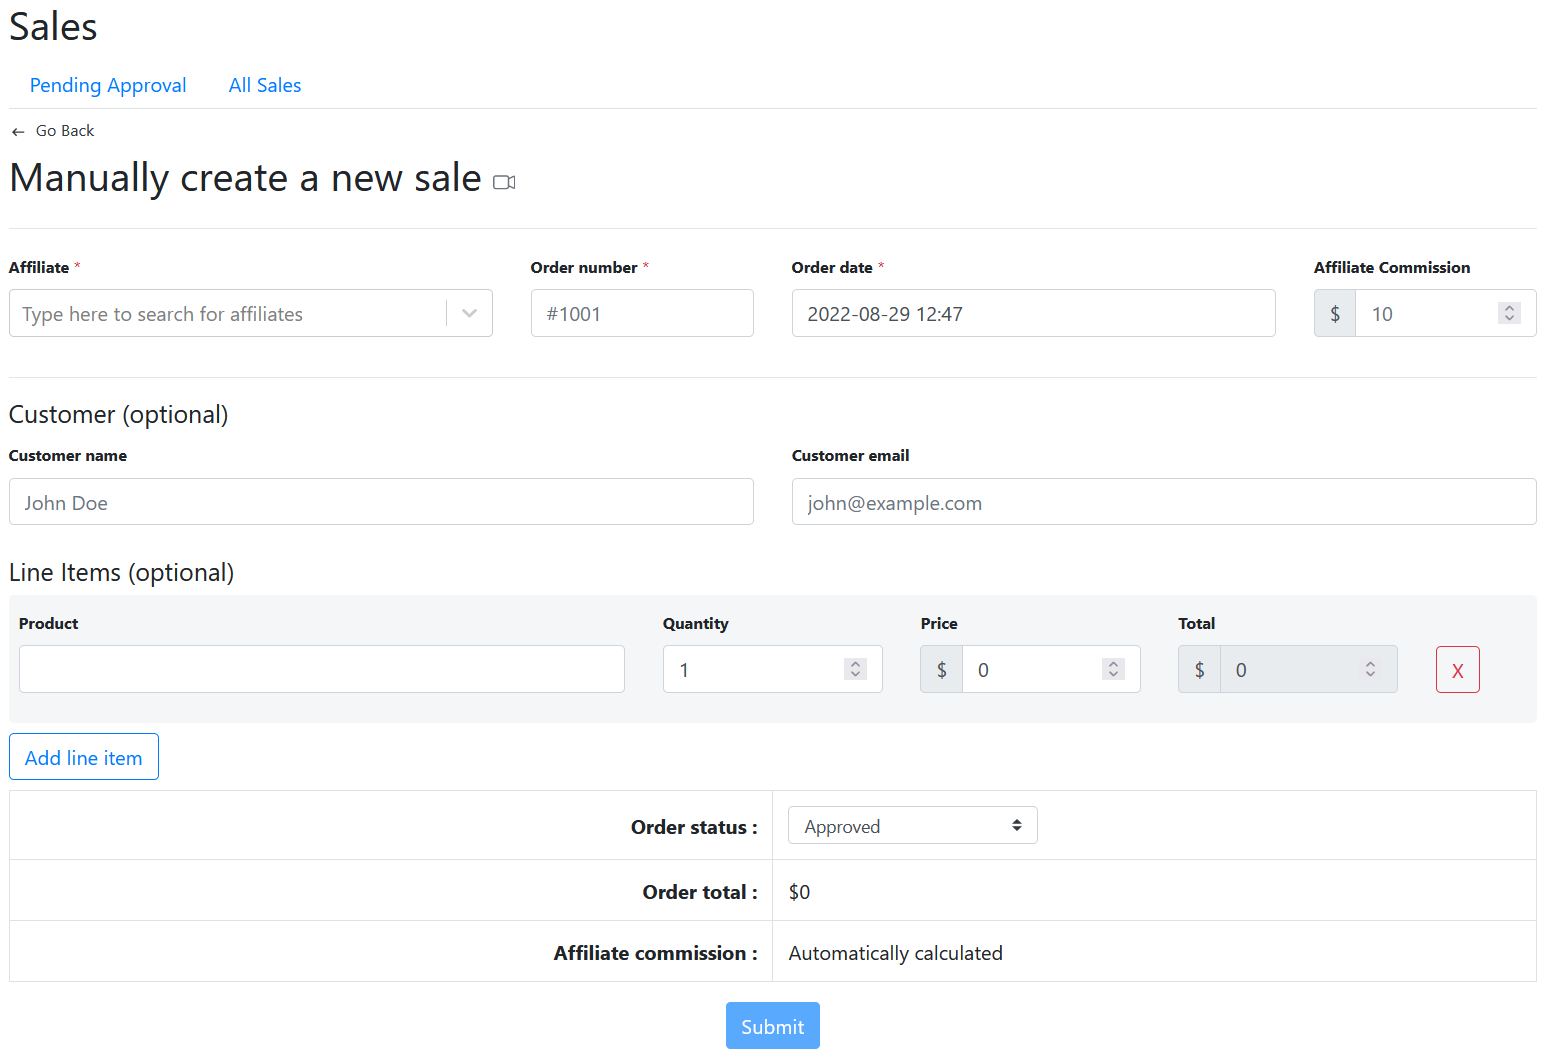 Sales
Pending Approval All Sales
← Go Back
Manually create a new sale
Affiliate * Order number * Order date * Affiliate Commission
Type here to search for affiliates #1001 2022-08-29 12:47 $ 10
Customer (optional)
Customer name Customer email
John Doe john@example.com
Line Items (optional)
Product Quantity Price Total
1 $ 0 $ 0 X
Add line item
Order status : Approved
Order total : $0
Affiliate commission : Automatically calculated
Submit